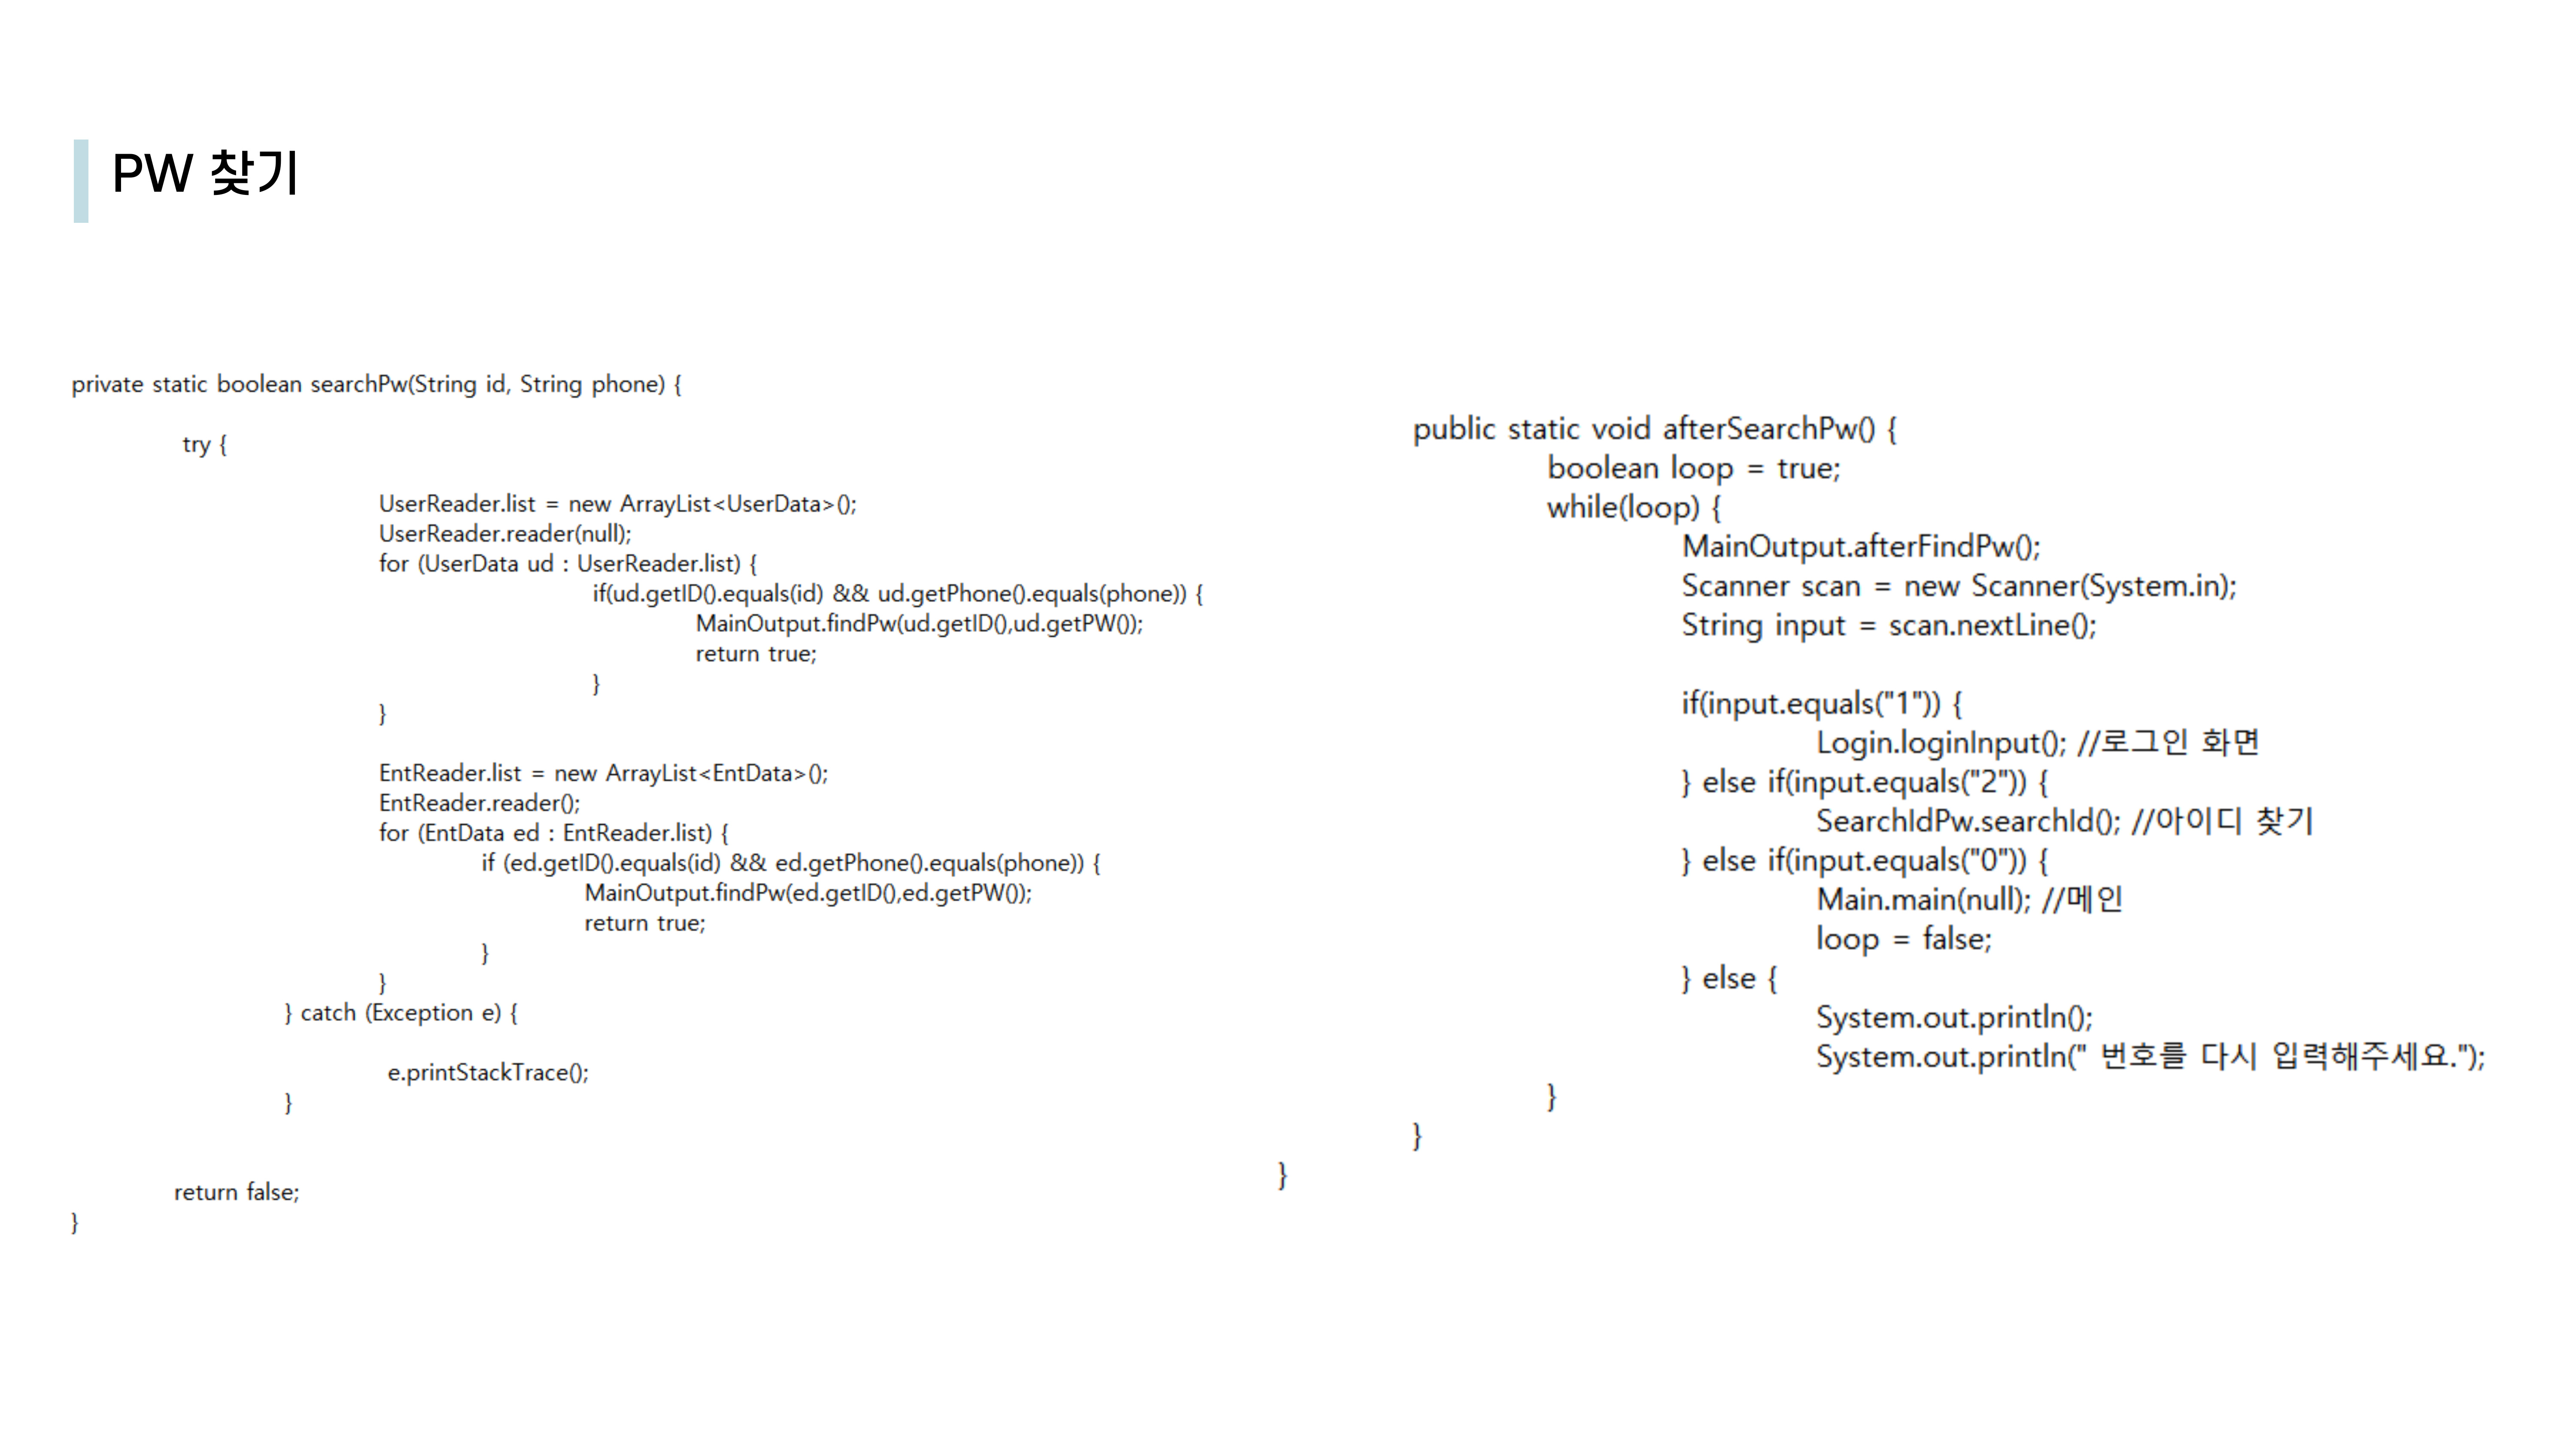 PW 찾기
private static boolean searchPw(String id, String phone) {
try {
UserReader.list = new ArrayList<UserData>();
UserReader.reader(null);
for (UserData ud : UserReader.list) {
if(ud.getID().equals(id) && ud.getPhone().equals(phone)) {
MainOutput.findPw(ud.getID(),ud.getPW());
return true;
}
}
EntReader.list = new ArrayList<EntData>();
EntReader.reader();
for (EntData ed : EntReader.list) {
if (ed.getID().equals(id) && ed.getPhone().equals(phone)) {
MainOutput.findPw(ed.getID(),ed.getPW());
return true;
}
}
} catch (Exception e) {
e.printStackTrace();
}
return false;
}
public static void afterSearchPw() {
boolean loop = true;
while(loop) {
MainOutput.afterFindPw();
Scanner scan = new Scanner(System.in);
String input = scan.nextLine();
if(input.equals("1")) {
Login.loginInput(); //로그인 화면
} else if(input.equals("2")) {
SearchIdPw.searchId(); //아이디 찾기
} else if(input.equals("0")) {
Main.main(null); //메인
loop = false;
} else {
System.out.println();
System.out.println(" 번호를 다시 입력해주세요.");
}
}
}